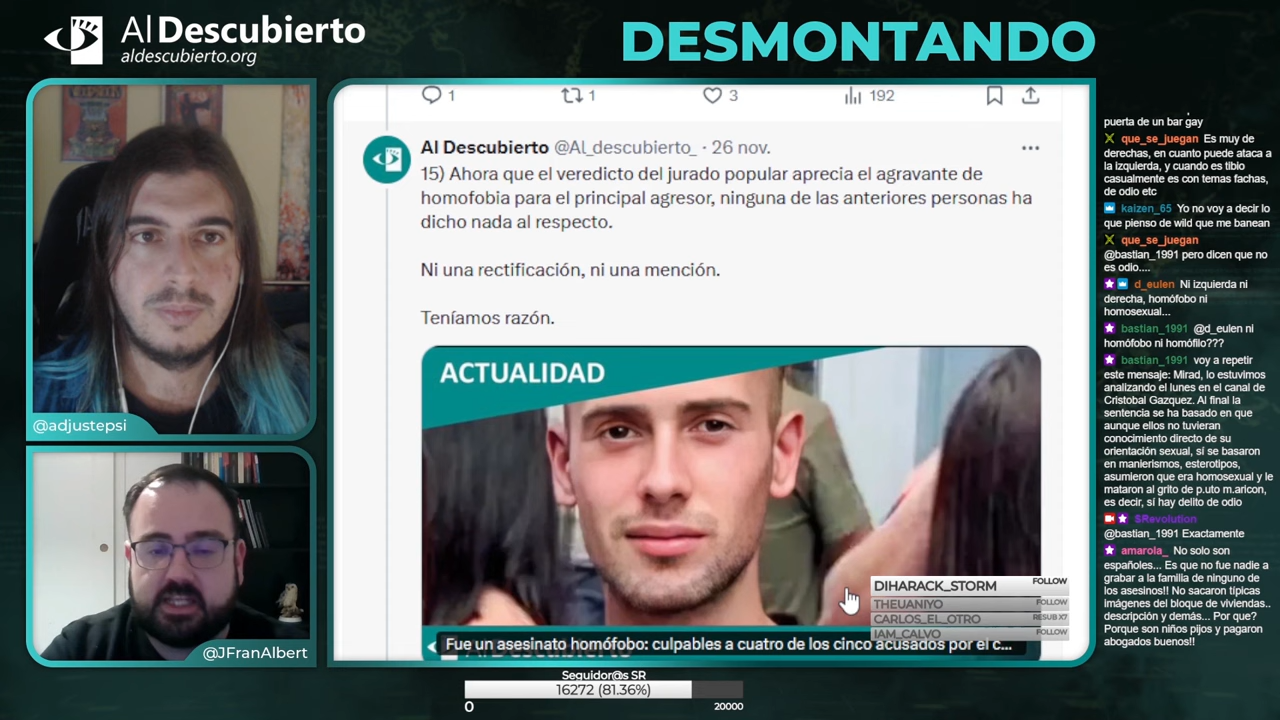 Al Descubierto
aldescubierto.org
DESMONTANDO
@adjustepsi
@JFranAlbert
1
1
3
192
Al Descubierto @Al_descubierto_ · 26 nov.
15) Ahora que el veredicto del jurado popular aprecia el agravante de
homofobia para el principal agresor, ninguna de las anteriores personas ha
dicho nada al respecto.
Ni una rectificación, ni una mención.
Teníamos razón.
ACTUALIDAD
Fue un asesinato homófobo: culpables a cuatro de los cinco acusados por el c...
DIHARACK_STORM FOLLOW
THEUANIYO FOLLOW
CARLOS_EL_OTRO RESUB X7
IAM_CALVO FOLLOW
Seguidor@s SR
16272 (81.36%)
0
20000
puerta de un bar gay
que_se_juegan Es muy de
derechas, en cuanto puede ataca a
la izquierda, y cuando es tibio
casualmente es con temas fachas,
de odio etc
kaizen_65 Yo no voy a decir lo
que pienso de wild que me banean
que_se_juegan
@bastian_1991 pero dicen que no
es odio....
d_eulen Ni izquierda ni
derecha, homófobo ni
homosexual...
bastian_1991 @d_eulen ni
homófobo ni homófilo???
bastian_1991 voy a repetir
este mensaje: Mirad, lo estuvimos
analizando el lunes en el canal de
Cristobal Gazquez. Al final la
sentencia se ha basado en que
aunque ellos no tuvieran
conocimiento directo de su
orientación sexual, sí se basaron
en manierismos, esterotipos,
asumieron que era homosexual y le
mataron al grito de p.uto m.aricon,
es decir, sí hay delito de odio
$Revolution
@bastian_1991 Exactamente
amarola_ No solo son
españoles... Es que no fue nadie a
grabar a la familia de ninguno de
los asesinos!! No sacaron típicas
imágenes del bloque de viviendas..
descripción y demás... Por que?
Porque son niños pijos y pagaron
abogados buenos!!